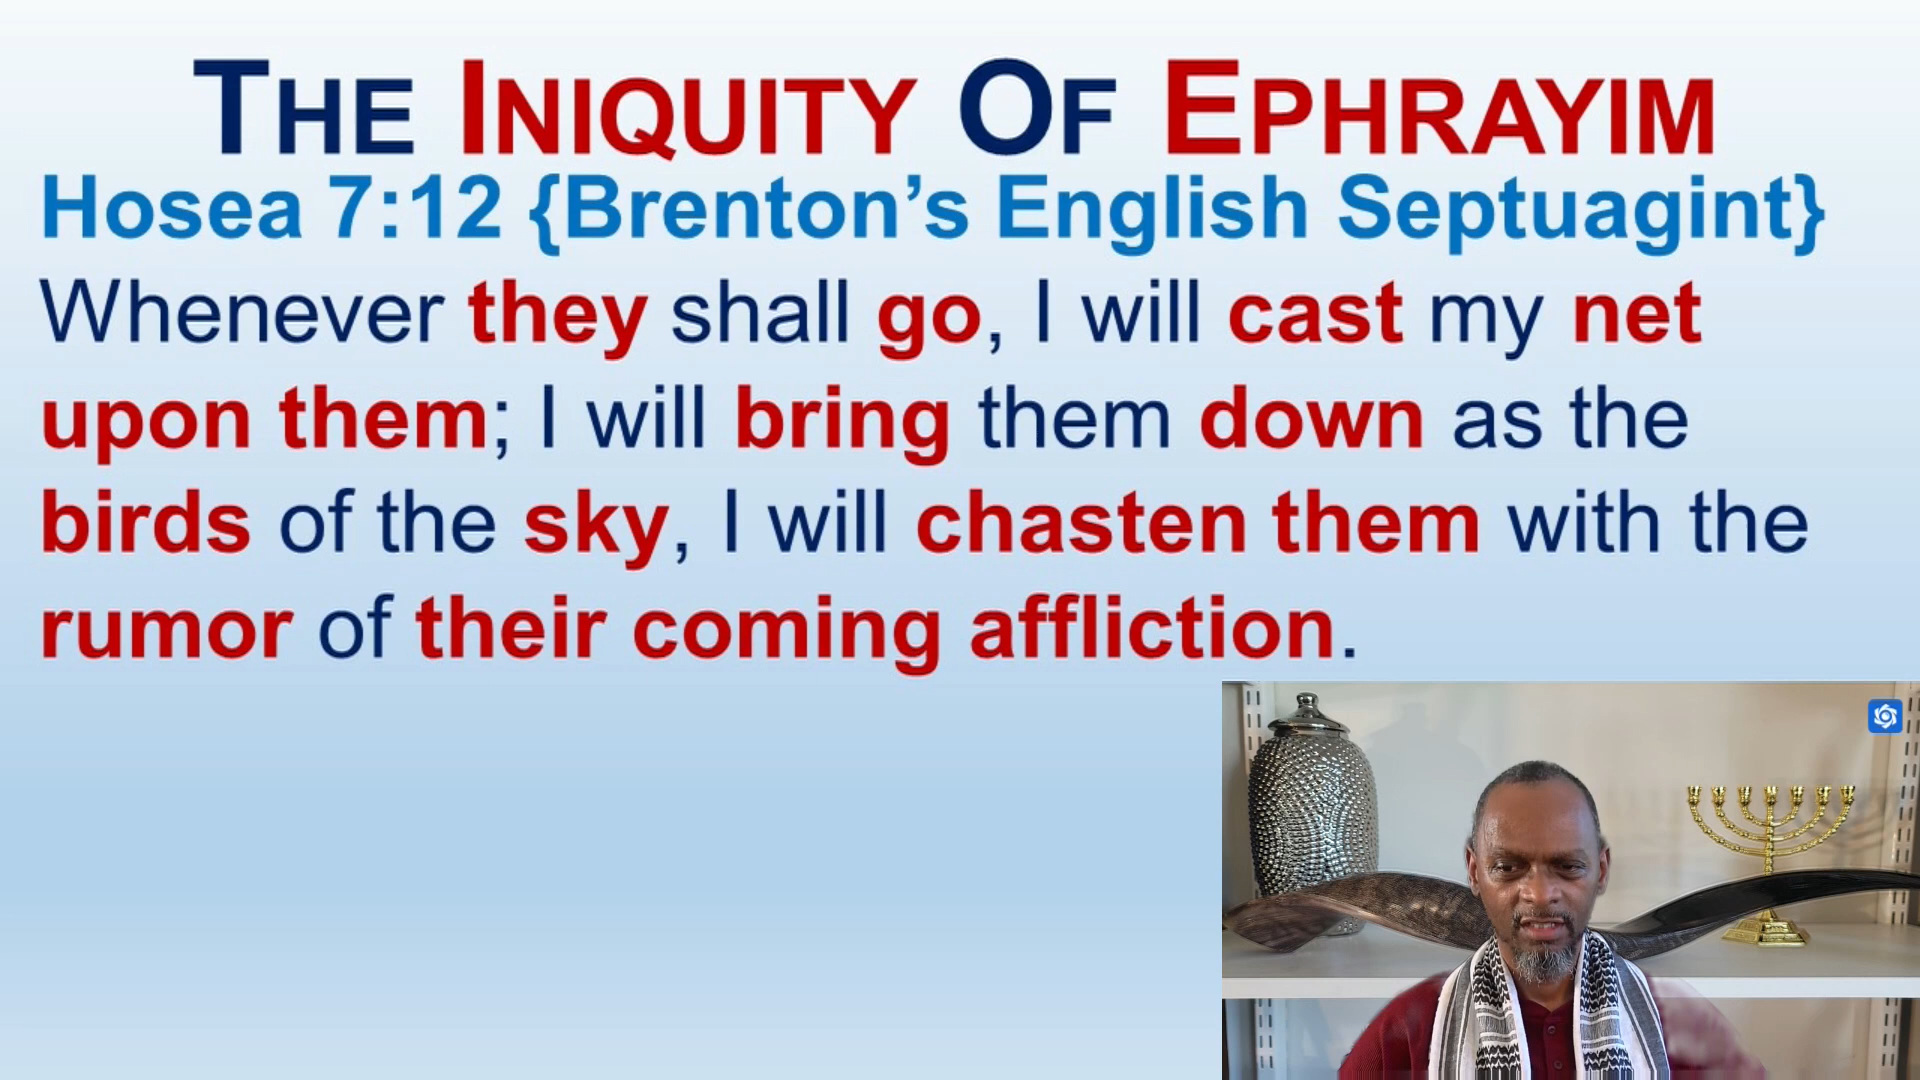 THE INIQUITY OF EPHRAYIM
Hosea 7:12 {Brenton’s English Septuagint}
Whenever they shall go, I will cast my net
upon them; I will bring them down as the
birds of the sky, I will chasten them with the
rumor of their coming affliction.